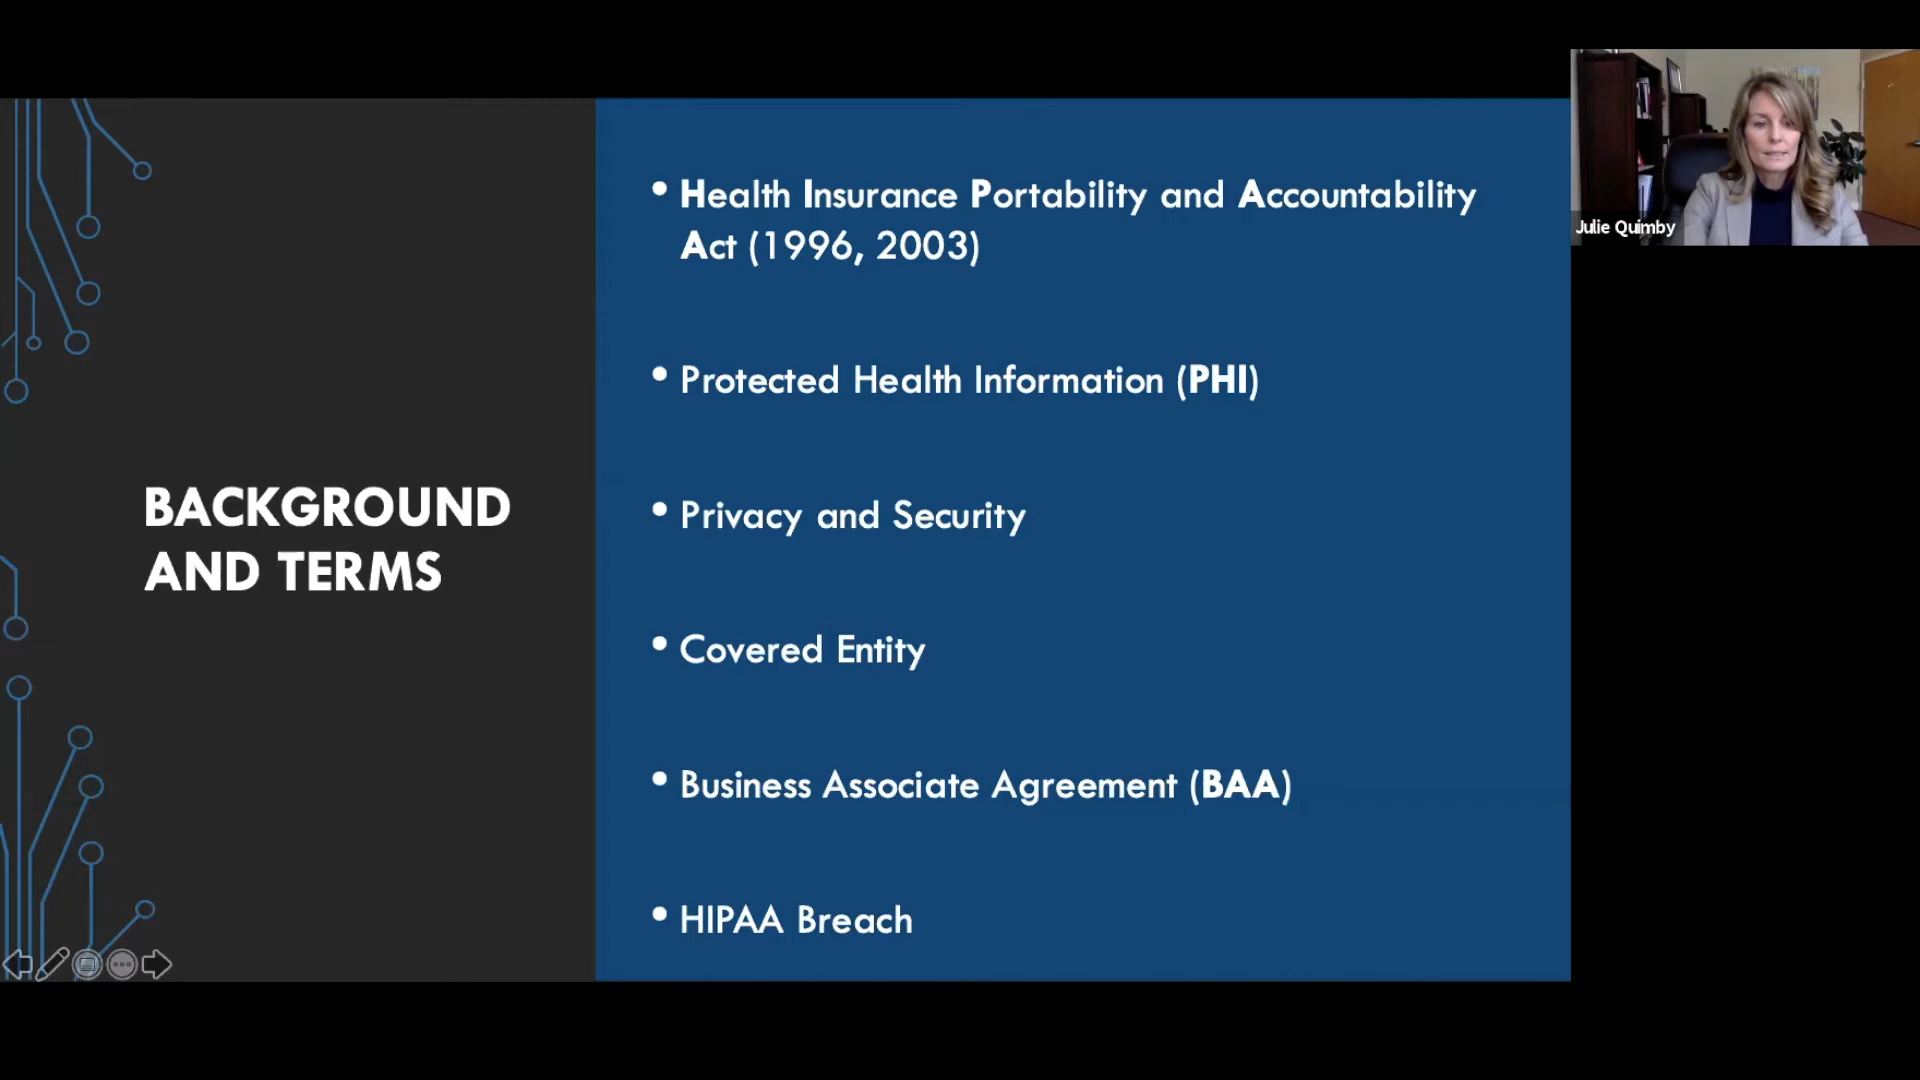 BACKGROUND
AND TERMS
• Health Insurance Portability and Accountability
Act (1996, 2003)
• Protected Health Information (PHI)
• Privacy and Security
• Covered Entity
• Business Associate Agreement (BAA)
• HIPAA Breach
Julie Quimby